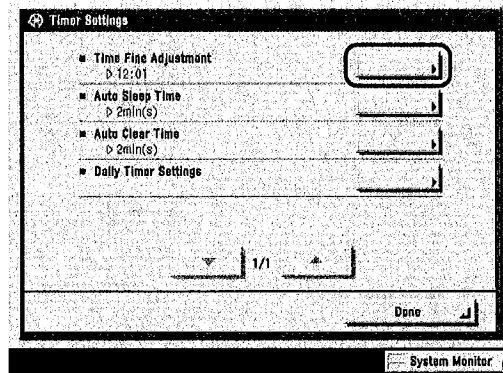 Timer Settings
Time Fine Adjustment
12:01
Auto Sleep Time
2min(s)
Auto Clear Time
2min(s)
Daily Timer Settings
1/1
Done
System Monitor